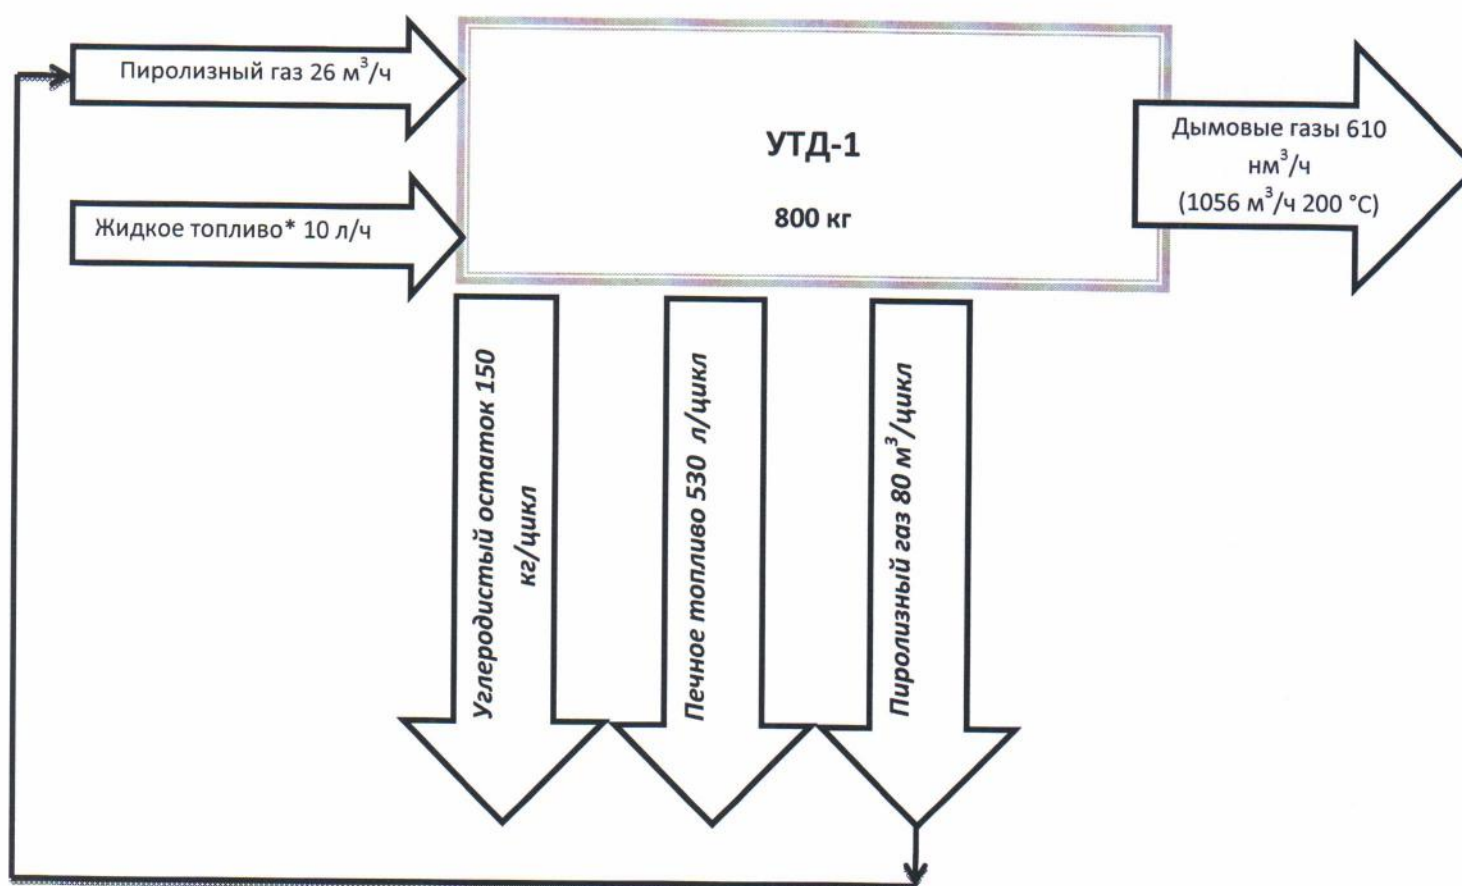 Пиролизный газ 26 м³/ч
УТД-1
800 кг
Дымовые газы 610
нм³/ч
(1056 м³/ч 200 °C)
Жидкое топливо* 10 л/ч
Углеродистый остаток 150
кг/цикл
Печное топливо 530 л/цикл
Пиролизный газ 80 м³/цикл